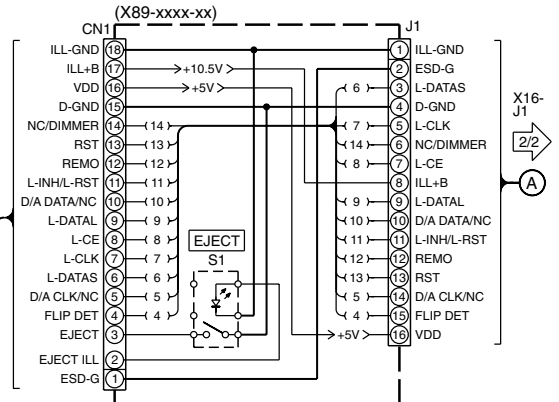 (X89-xxxx-xx)
CN1 J1
ILL-GND 18 1 ILL-GND
ILL+B 17 +10.5V 2 ESD-G
VDD 16 +5V 6 3 L-DATAS
D-GND 15 4 D-GND
NC/DIMMER 14 14 7 5 L-CLK
RST 13 13 14 6 NC/DIMMER
REMO 12 12 8 7 L-CE
L-INH/L-RST 11 11 8 ILL+B
D/A DATA/NC 10 10 9 9 L-DATAL
L-DATAL 9 9 10 10 D/A DATA/NC
L-CE 8 8 11 11 L-INH/L-RST
L-CLK 7 7 12 12 REMO
L-DATAS 6 6 13 13 RST
D/A CLK/NC 5 5 5 14 D/A CLK/NC
FLIP DET 4 4 4 15 FLIP DET
EJECT 3 +5V 16 VDD
EJECT ILL 2
ESD-G 1
EJECT
S1
X16-
J1
2/2
A